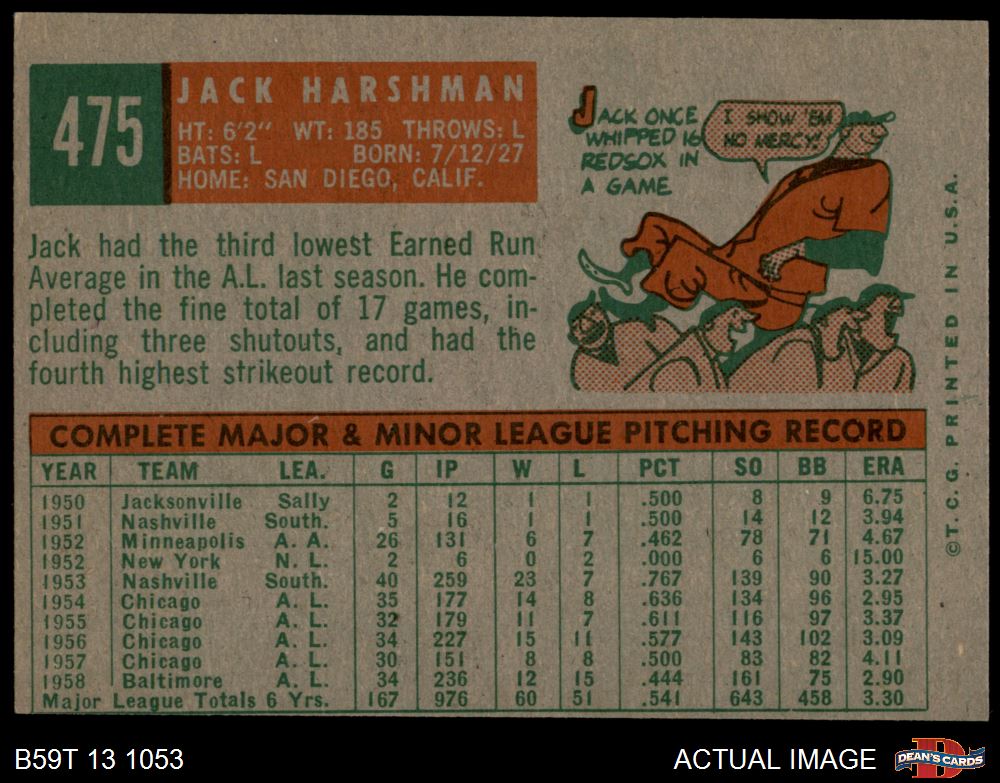 475
JACK HARSHMAN
HT: 6'2" WT: 185 THROWS: L
BATS: L BORN: 7/12/27
HOME: SAN DIEGO, CALIF.
Jack had the third lowest Earned Run
Average in the A.L. last season. He com-
pleted the fine total of 17 games, in-
cluding three shutouts, and had the
fourth highest strikeout record.
JACK ONCE
WHIPPED 16
REDSOX IN
A GAME
I SHOW 'EM
NO MERCY!
©T.C.G. PRINTED IN U.S.A.
COMPLETE MAJOR & MINOR LEAGUE PITCHING RECORD
YEAR TEAM LEA. G IP W L PCT SO BB ERA
1950 Jacksonville Sally 2 12 1 1 .500 8 9 6.75
1951 Nashville South. 5 16 1 1 .500 14 12 3.94
1952 Minneapolis A. A. 26 131 6 7 .462 78 71 4.67
1952 New York N. L. 2 6 0 2 .000 6 6 15.00
1953 Nashville South. 40 259 23 7 .767 139 90 3.27
1954 Chicago A. L. 35 177 14 8 .636 134 96 2.95
1955 Chicago A. L. 32 179 11 7 .611 116 97 3.37
1956 Chicago A. L. 34 227 15 11 .577 143 102 3.09
1957 Chicago A. L. 30 151 8 8 .500 83 82 4.11
1958 Baltimore A. L. 34 236 12 15 .444 161 75 2.90
Major League Totals 6 Yrs. 167 976 60 51 .541 643 458 3.30
B59T 13 1053
ACTUAL IMAGE
D
DEAN'S CARDS